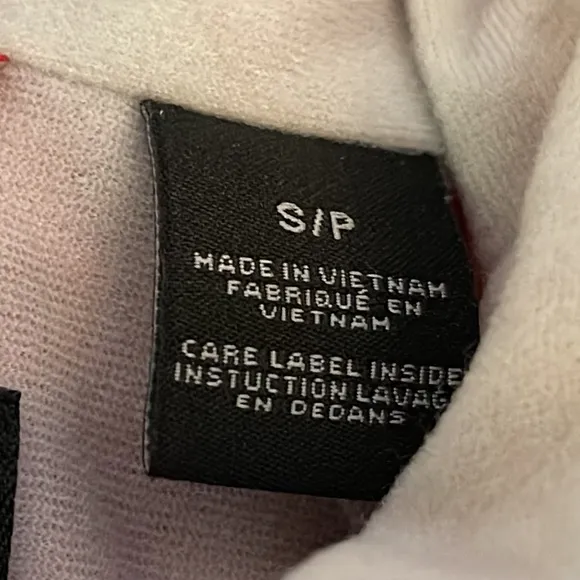 S/P
MADE IN VIETNAM
FABRIQUÉ EN
VIETNAM
CARE LABEL INSIDE
INSTUCTION LAVAG
EN DEDANS